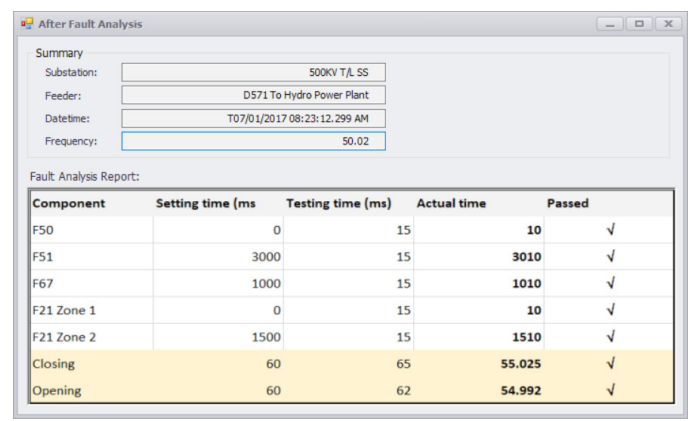 After Fault Analysis
Summary
Substation: 500KV T/L SS
Feeder: D571 To Hydro Power Plant
Datetime: T07/01/2017 08:23:12.299 AM
Frequency: 50.02
Fault Analysis Report:
Component Setting time (ms Testing time (ms) Actual time Passed
F50 0 15 10 √
F51 3000 15 3010 √
F67 1000 15 1010 √
F21 Zone 1 0 15 10 √
F21 Zone 2 1500 15 1510 √
Closing 60 65 55.025 √
Opening 60 62 54.992 √